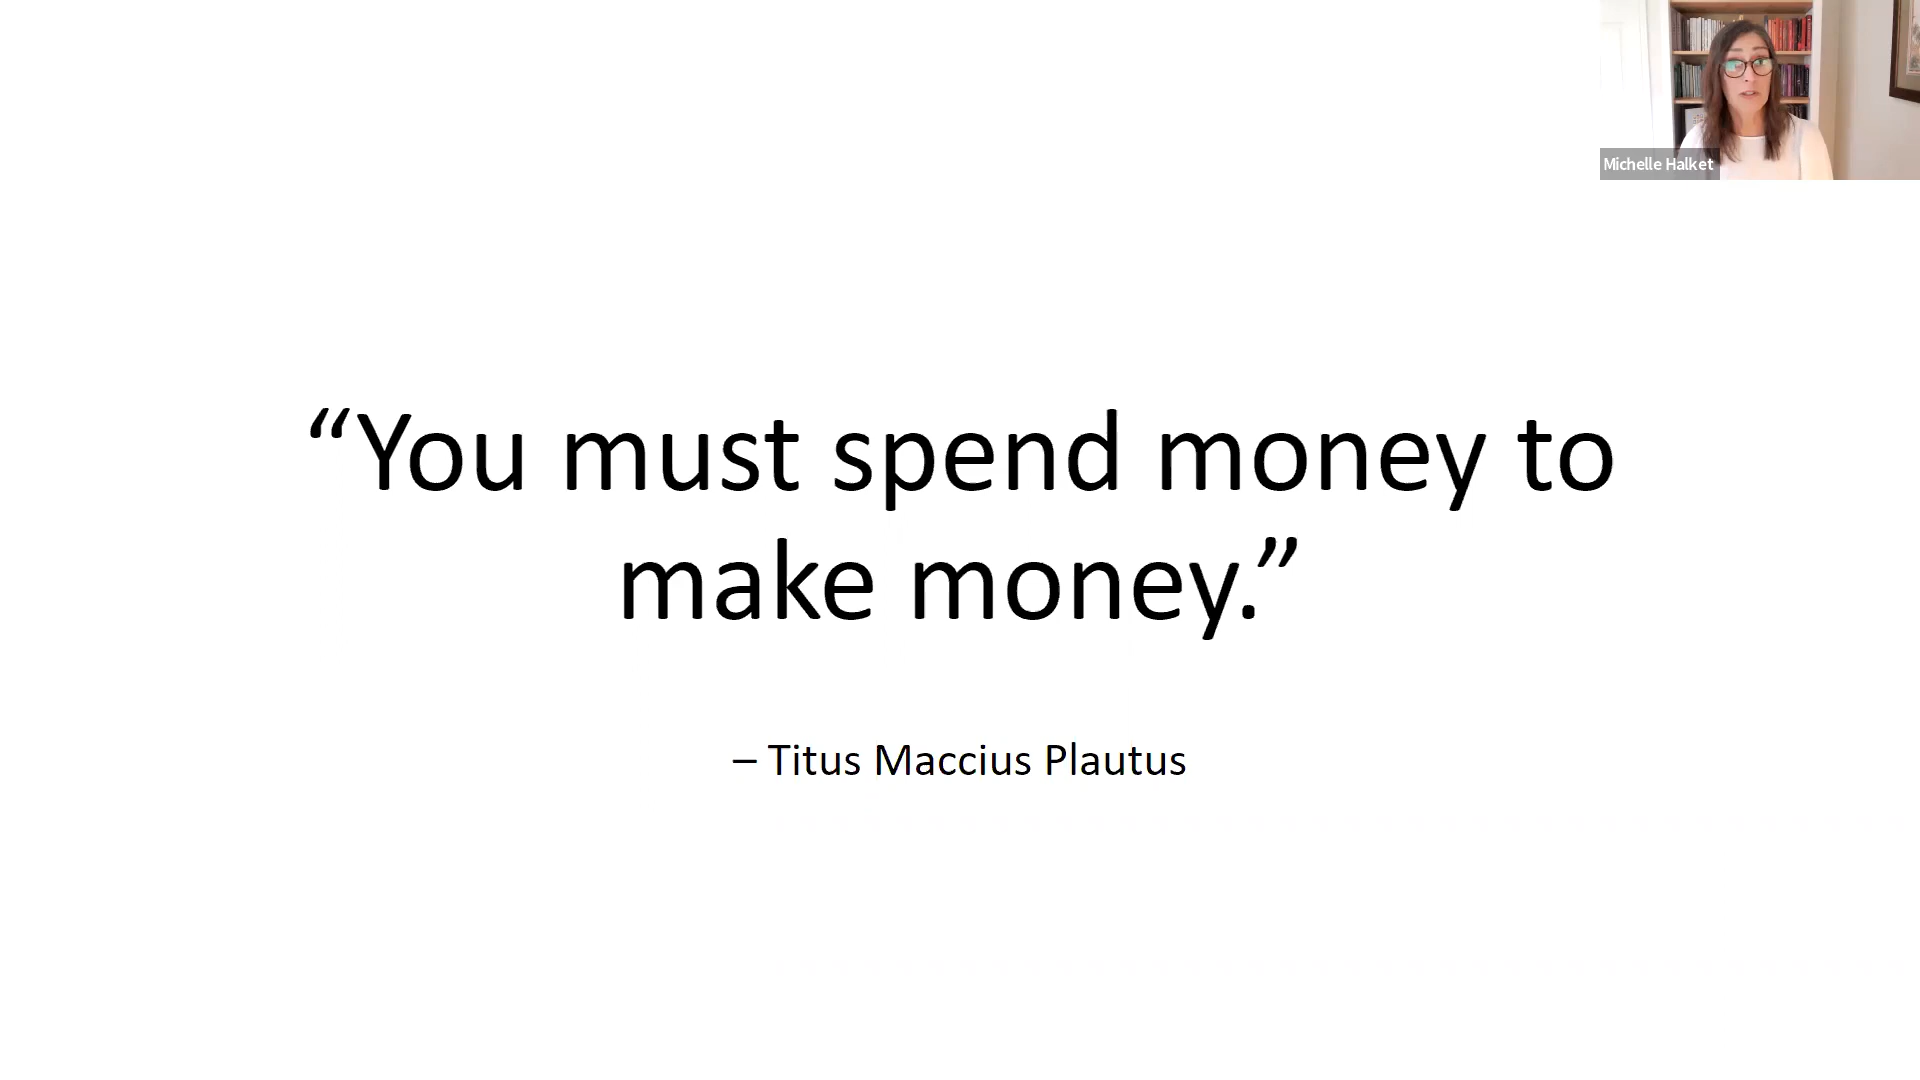 Michelle Halket
“You must spend money to
make money.”
– Titus Maccius Plautus